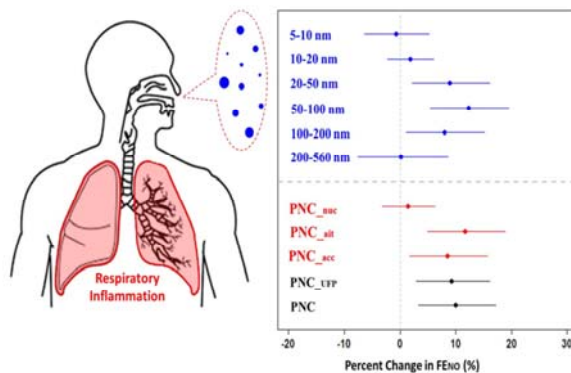 Respiratory
Inflammation
5-10 nm
10-20 nm
20-50 nm
50-100 nm
100-200 nm
200-560 nm
PNC_nuc
PNC_ait
PNC_acc
PNC_UFP
PNC
-20 -10 0 10 20 30
Percent Change in FENO (%)